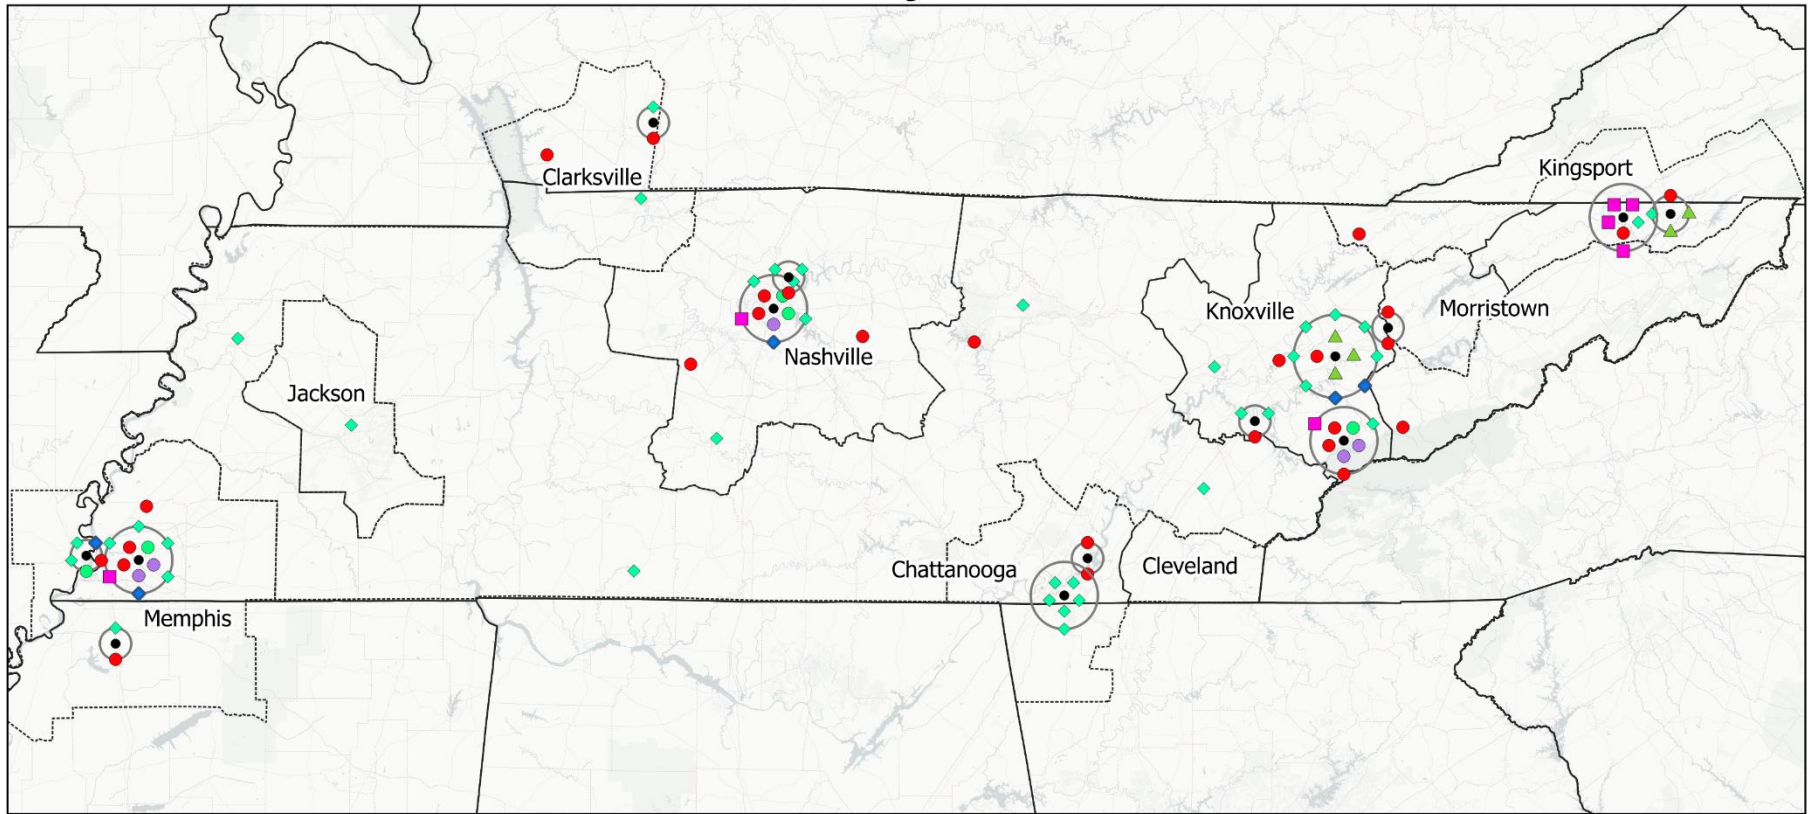 Kingsport
Clarksville
Knoxville
Morristown
Nashville
Jackson
Chattanooga
Cleveland
Memphis